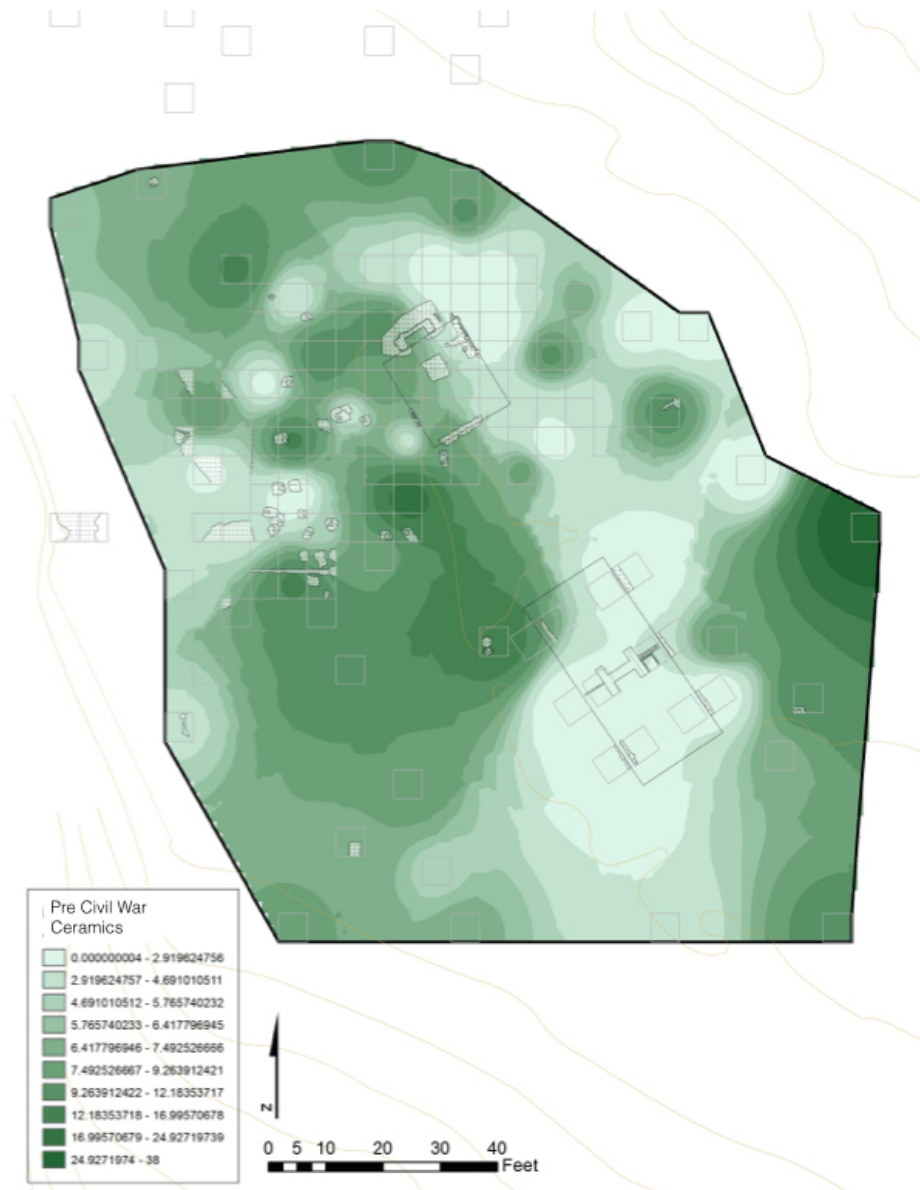 Pre Civil War
Ceramics
0.000000004 - 2.919624756
2.919624757 - 4.691010511
4.691010512 - 5.765740232
5.765740233 - 6.417796945
6.417796946 - 7.492526666
7.492526667 - 9.263912421
9.263912422 - 12.18353717
12.18353718 - 16.99570678
16.99570679 - 24.92719739
24.9271974 - 38
N
0 5 10 20 30 40
Feet